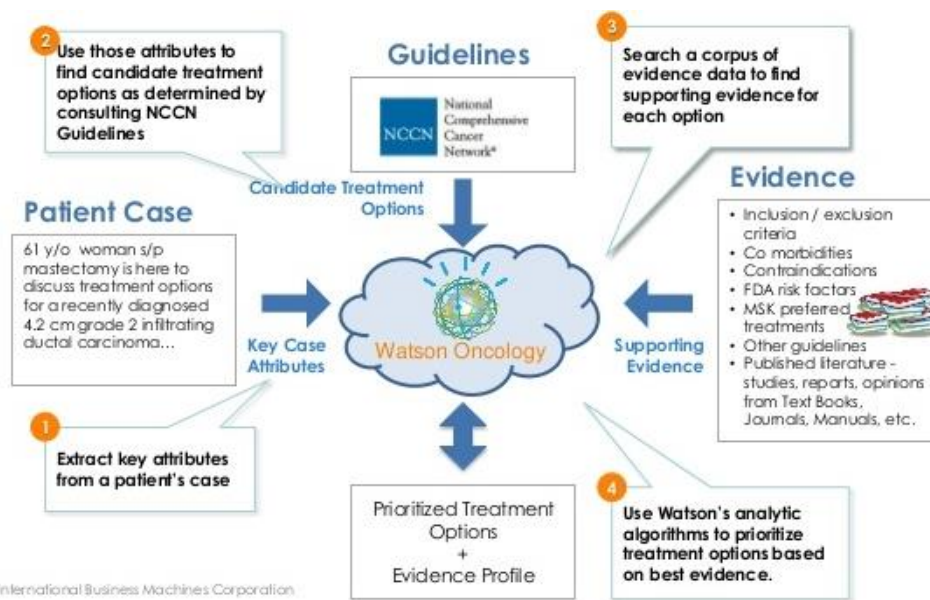 2
Use those attributes to
find candidate treatment
options as determined by
consulting NCCN
Guidelines
Guidelines
NCCN
National
Comprehensive
Cancer
Network®
3
Search a corpus of
evidence data to find
supporting evidence for
each option
Candidate Treatment
Options
Patient Case
61 y/o woman s/p
mastectomy is here to
discuss treatment options
for a recently diagnosed
4.2 cm grade 2 infiltrating
ductal carcinoma...
Key Case
Attributes
Watson Oncology
Supporting
Evidence
Evidence
• Inclusion / exclusion
criteria
• Co morbidities
• Contraindications
• FDA risk factors
• MSK preferred
treatments
• Other guidelines
• Published literature -
studies, reports, opinions
from Text Books,
Journals, Manuals, etc.
1
Extract key attributes
from a patient's case
Prioritized Treatment
Options
+
Evidence Profile
4
Use Watson's analytic
algorithms to prioritize
treatment options based
on best evidence.
International Business Machines Corporation